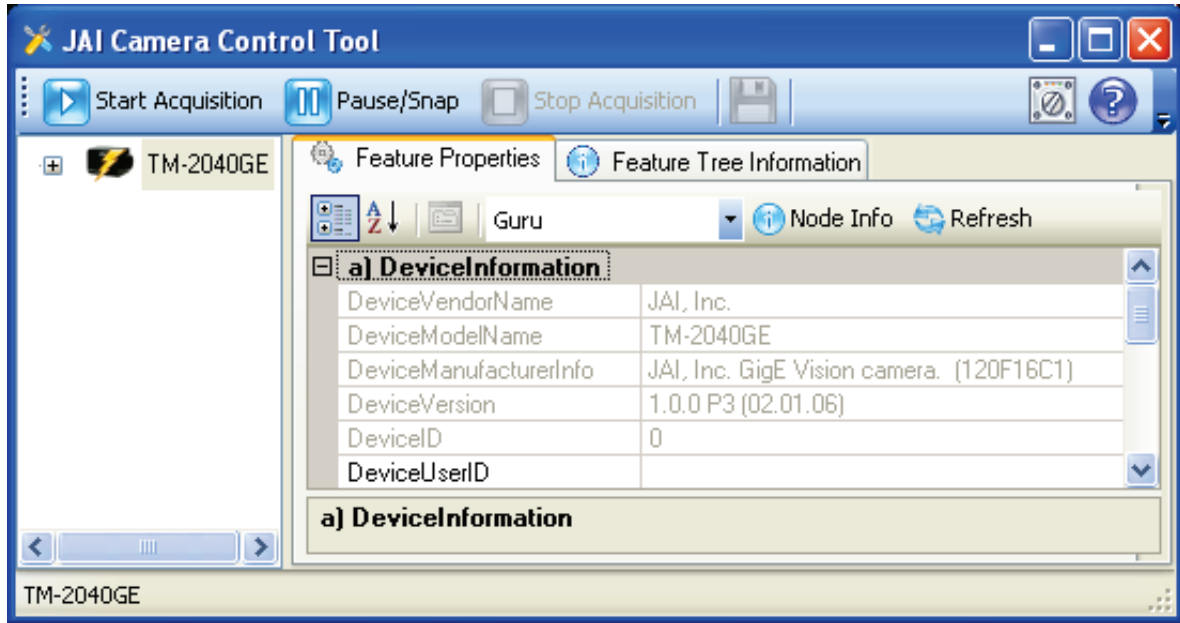 JAI Camera Control Tool
Start Acquisition Pause/Snap Stop Acquisition
TM-2040GE
Feature Properties Feature Tree Information
Guru Node Info Refresh
a) DeviceInformation
DeviceVendorName JAI, Inc.
DeviceModelName TM-2040GE
DeviceManufacturerInfo JAI, Inc. GigE Vision camera. (120F16C1)
DeviceVersion 1.0.0 P3 (02.01.06)
DeviceID 0
DeviceUserID
a) DeviceInformation
TM-2040GE